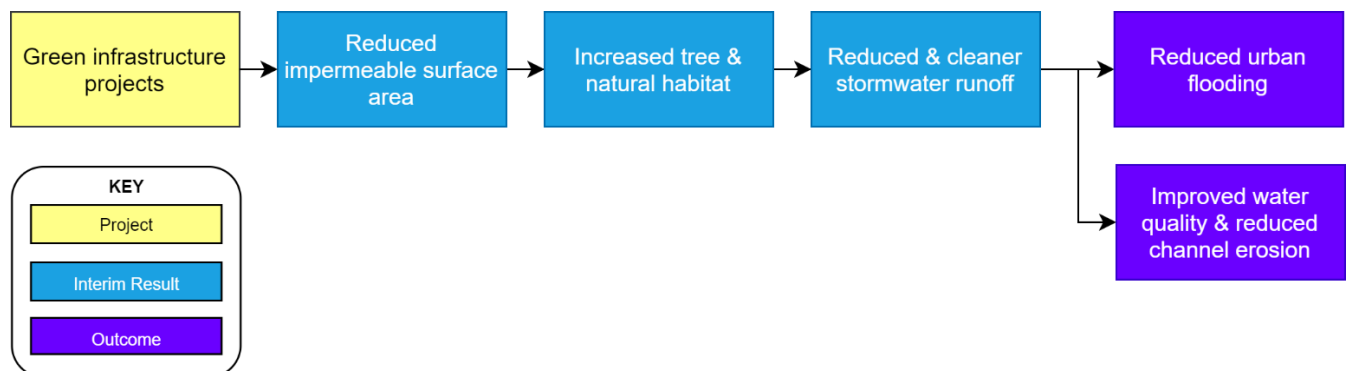 Green infrastructure
projects
Reduced
impermeable surface
area
Increased tree &
natural habitat
Reduced & cleaner
stormwater runoff
Reduced urban
flooding
Improved water
quality & reduced
channel erosion
KEY
Project
Interim Result
Outcome